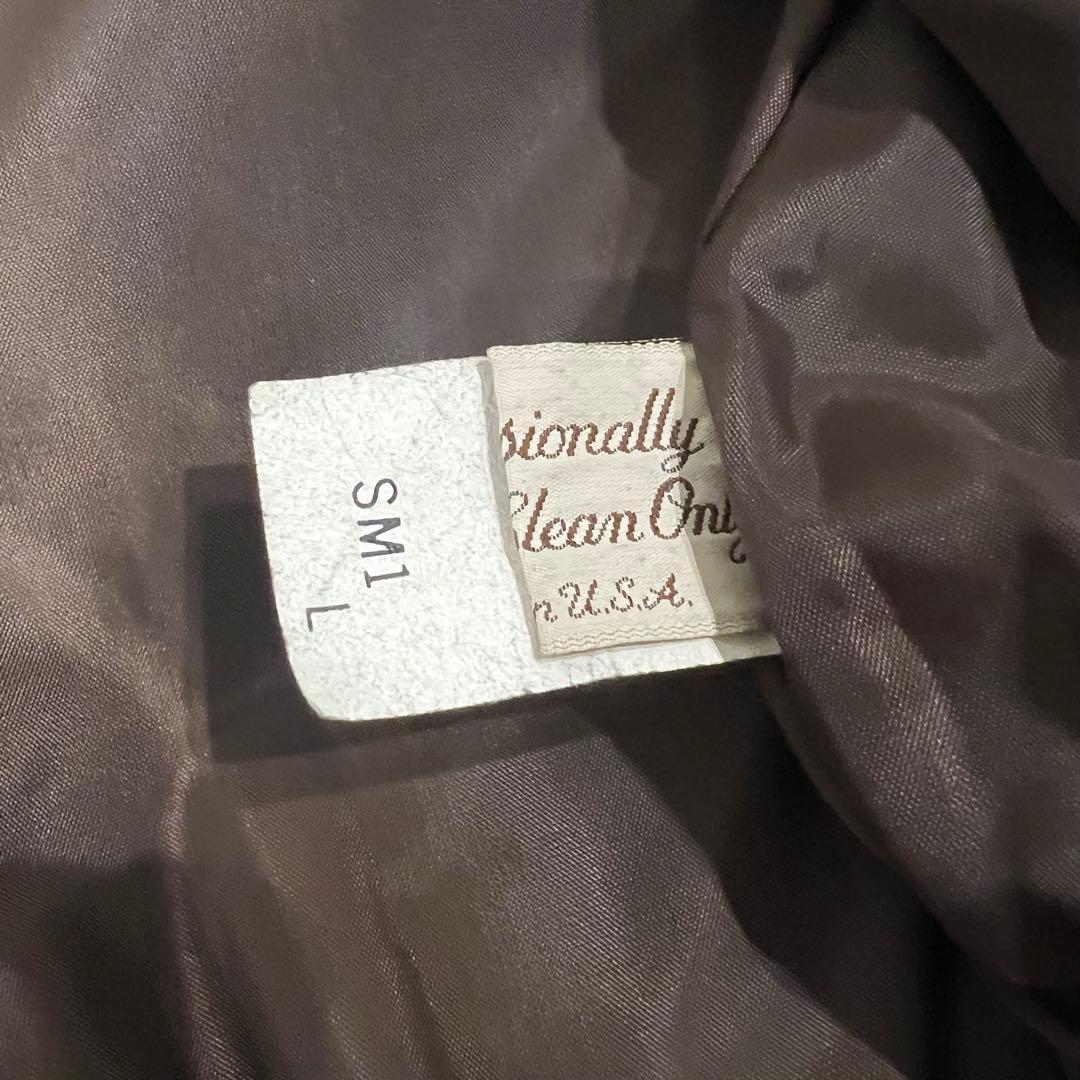 SM1
L
sionally
Clean Only
n U.S.A.